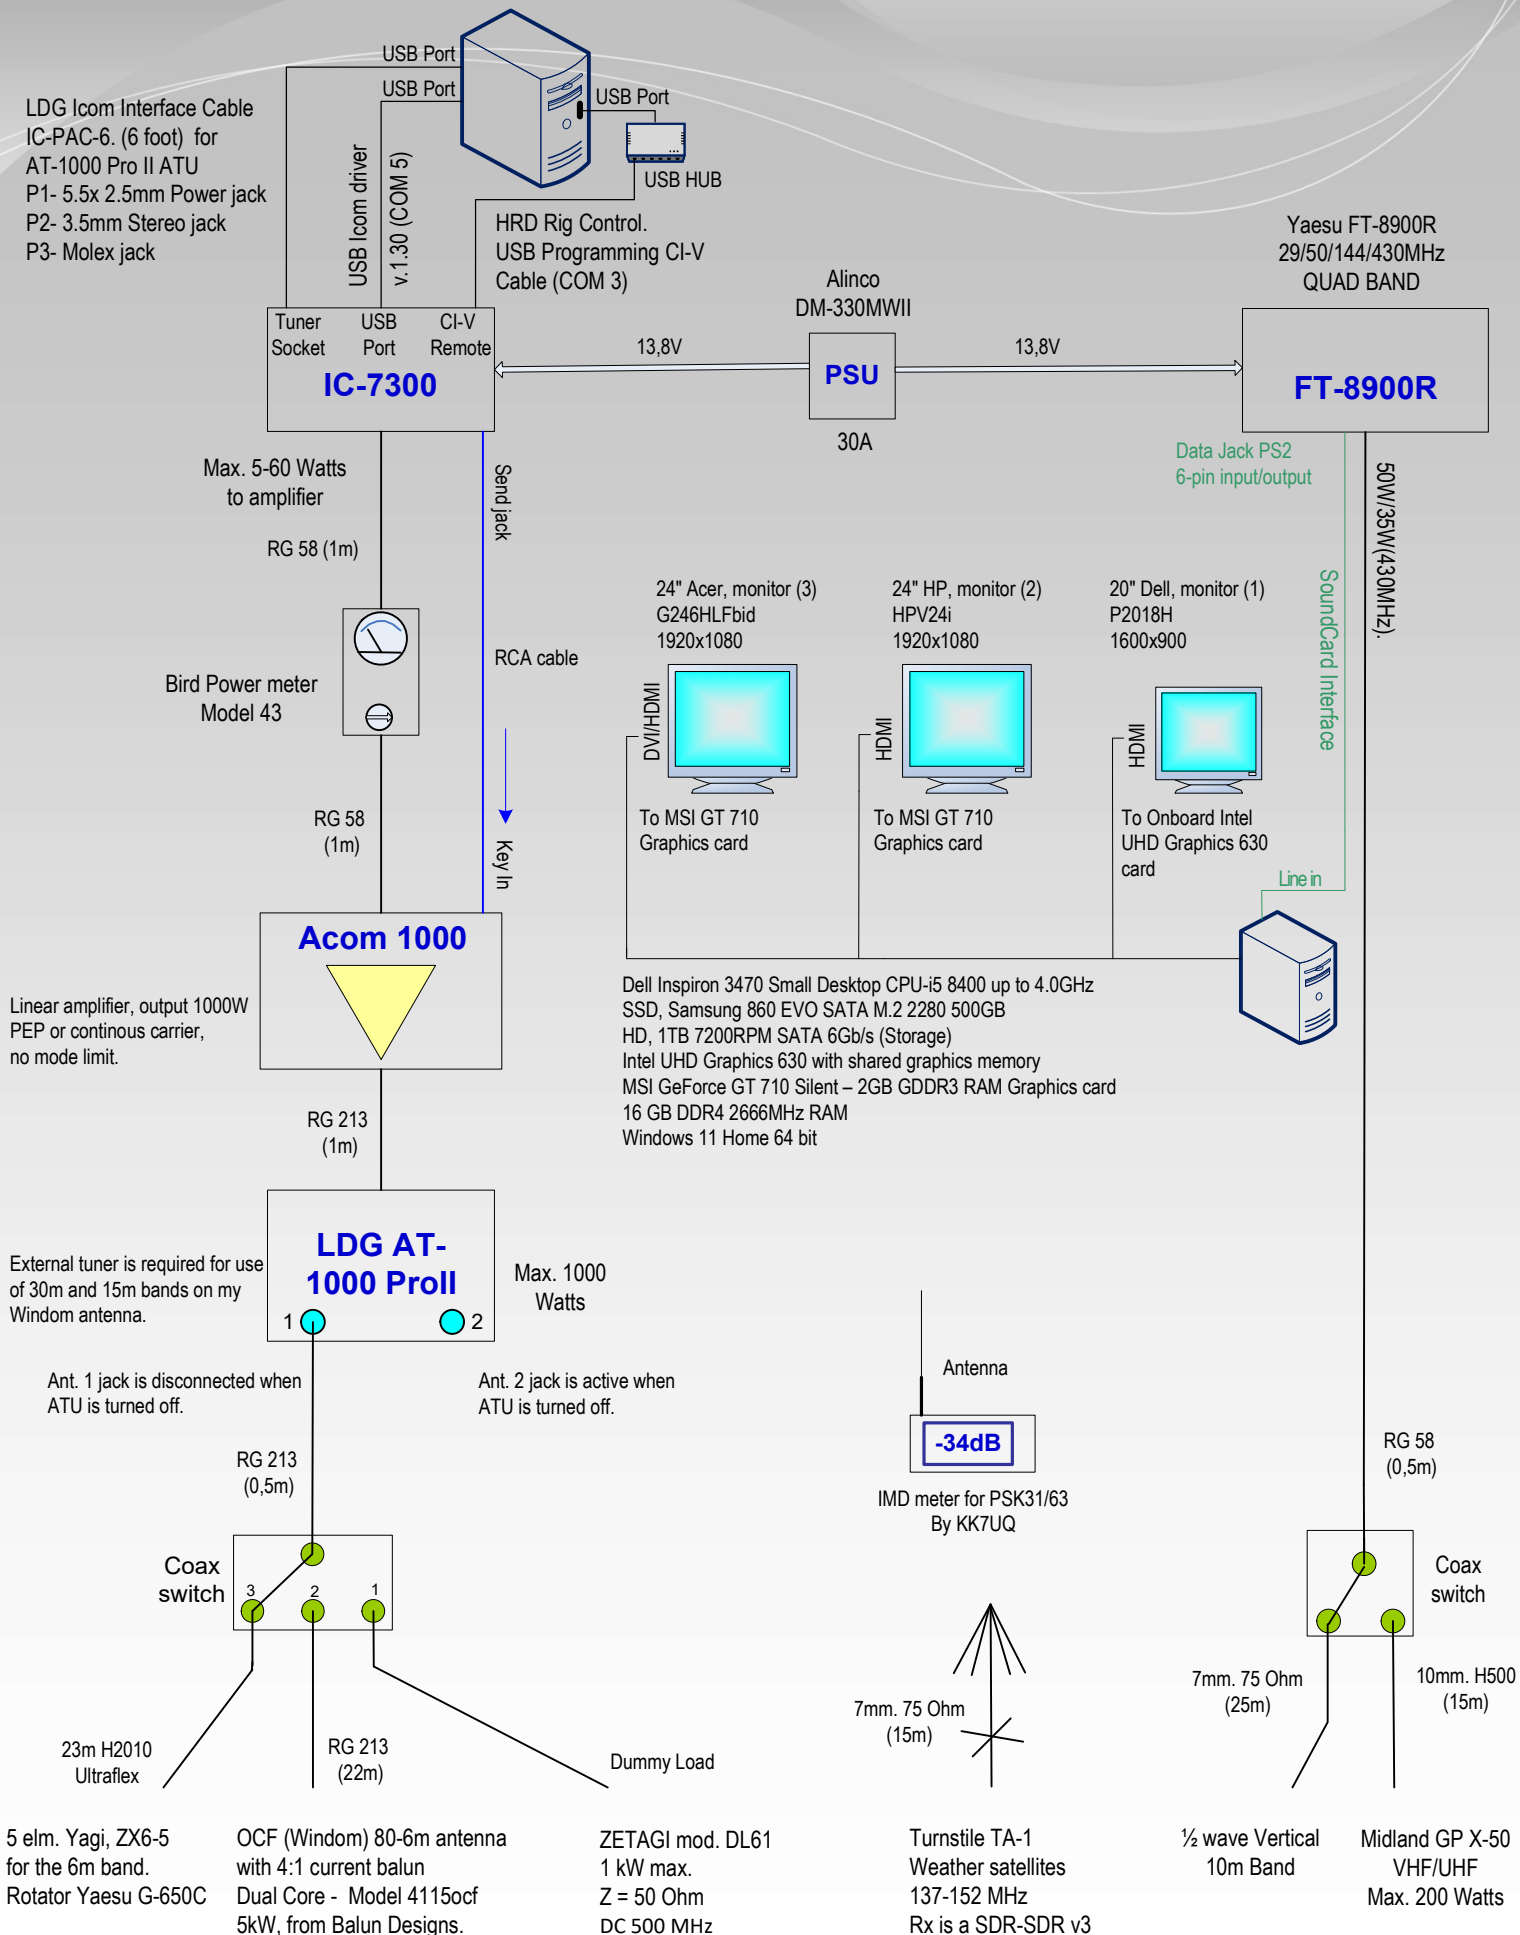 USB Port
USB Port
USB Port
USB HUB
LDG Icom Interface Cable
IC-PAC-6. (6 foot)  for
AT-1000 Pro II ATU
P1- 5.5x 2.5mm Power jack
P2- 3.5mm Stereo jack
P3- Molex jack
USB Icom driver
v.1.30 (COM 5)
HRD Rig Control.
USB Programming CI-V
Cable (COM 3)
Alinco
DM-330MWII
Yaesu FT-8900R
29/50/144/430MHz
QUAD BAND
Tuner
Socket
USB
Port
CI-V
Remote
IC-7300
13,8V
PSU
13,8V
30A
FT-8900R
Data Jack PS2
6-pin input/output
50W/35W(430MHz).
SoundCard Interface
Line in
Max. 5-60 Watts
to amplifier
Send jack
RG 58 (1m)
Bird Power meter
Model 43
RCA cable
RG 58
(1m)
Key In
24" Acer, monitor (3)
G246HLFbid
1920x1080
DVI/HDMI
To MSI GT 710
Graphics card
24" HP, monitor (2)
HPV24i
1920x1080
HDMI
To MSI GT 710
Graphics card
20" Dell, monitor (1)
P2018H
1600x900
HDMI
To Onboard Intel
UHD Graphics 630
card
Acom 1000
Linear amplifier, output 1000W
PEP or continous carrier,
no mode limit.
Dell Inspiron 3470 Small Desktop CPU-i5 8400 up to 4.0GHz
SSD, Samsung 860 EVO SATA M.2 2280 500GB
HD, 1TB 7200RPM SATA 6Gb/s (Storage)
Intel UHD Graphics 630 with shared graphics memory
MSI GeForce GT 710 Silent – 2GB GDDR3 RAM Graphics card
16 GB DDR4 2666MHz RAM
Windows 11 Home 64 bit
RG 213
(1m)
LDG AT-
1000 ProII
1
2
External tuner is required for use
of 30m and 15m bands on my
Windom antenna.
Max. 1000
Watts
Ant. 1 jack is disconnected when
ATU is turned off.
Ant. 2 jack is active when
ATU is turned off.
RG 213
(0,5m)
Antenna
-34dB
IMD meter for PSK31/63
By KK7UQ
RG 58
(0,5m)
Coax
switch
3
2
1
Coax
switch
23m H2010
Ultraflex
RG 213
(22m)
Dummy Load
7mm. 75 Ohm
(15m)
7mm. 75 Ohm
(25m)
10mm. H500
(15m)
5 elm. Yagi, ZX6-5
for the 6m band.
Rotator Yaesu G-650C
OCF (Windom) 80-6m antenna
with 4:1 current balun
Dual Core -  Model 4115ocf
5kW, from Balun Designs.
ZETAGI mod. DL61
1 kW max.
Z = 50 Ohm
DC 500 MHz
Turnstile TA-1
Weather satellites
137-152 MHz
Rx is a SDR-SDR v3
½ wave Vertical
10m Band
Midland GP X-50
VHF/UHF
Max. 200 Watts